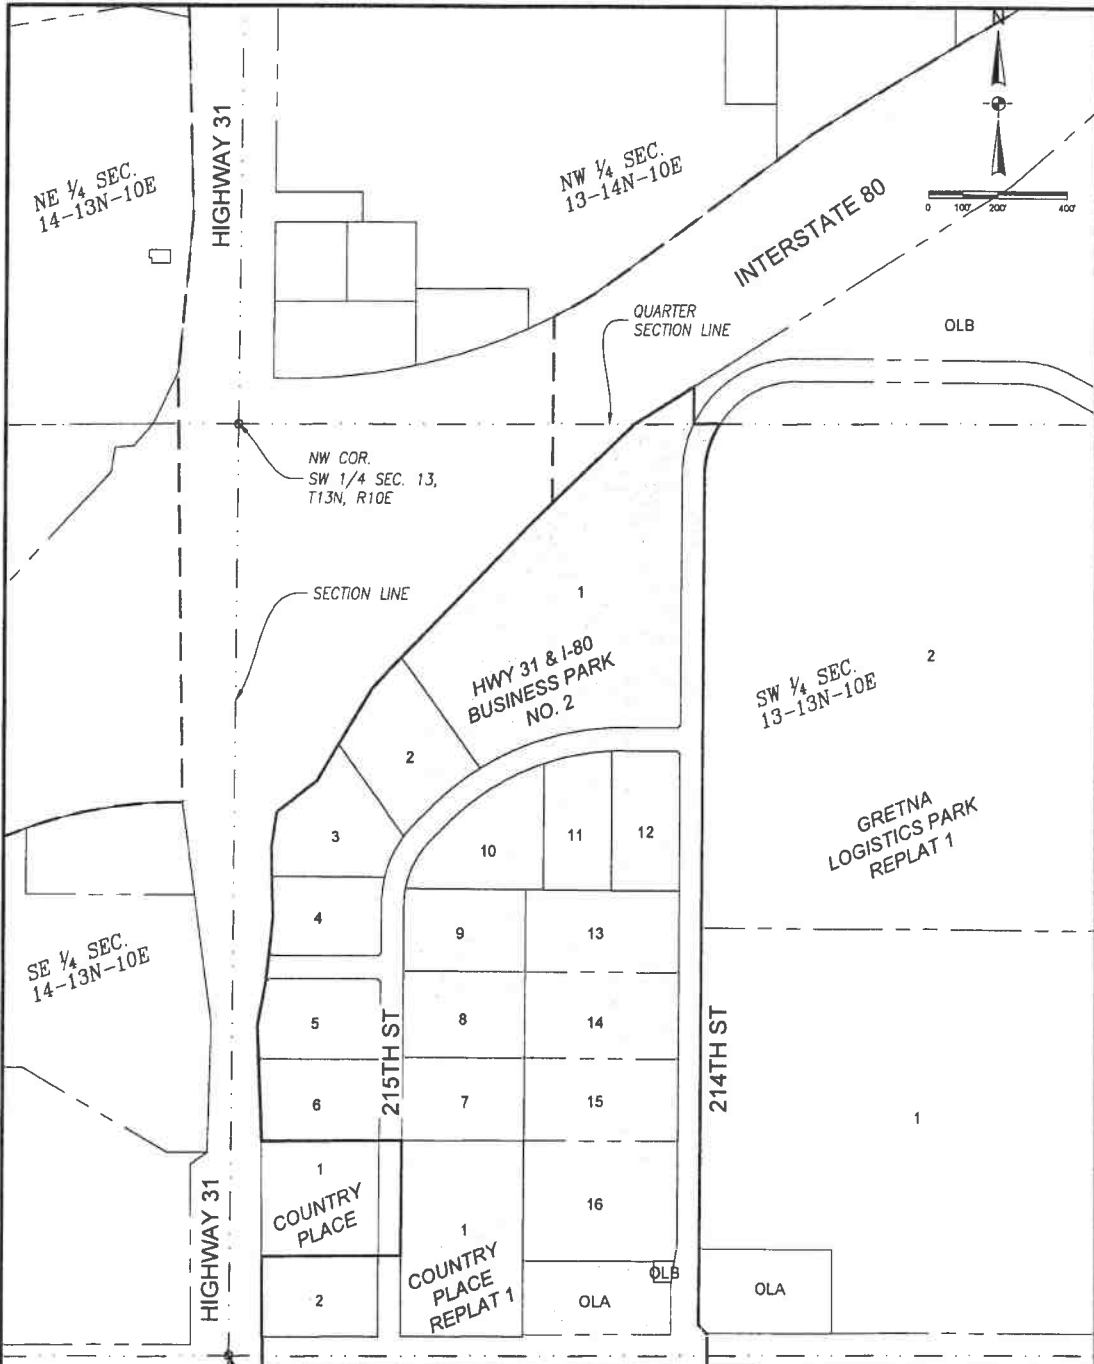 N
HIGHWAY 31
NE ¼ SEC.
14-13N-10E
NW ¼ SEC.
13-14N-10E
INTERSTATE 80
0 100' 200' 400'
QUARTER
SECTION LINE
OLB
NW COR.
SW 1/4 SEC. 13,
T13N, R10E
SECTION LINE
1
HWY 31 & I-80
BUSINESS PARK
NO. 2
2
SW ¼ SEC.
13-13N-10E
2
3
10
11
12
GRETNA
LOGISTICS PARK
REPLAT 1
4
9
13
SE ¼ SEC.
14-13N-10E
5
215TH ST
8
14
214TH ST
6
7
15
1
1
COUNTRY
PLACE
HIGHWAY 31
1
COUNTRY
PLACE
REPLAT 1
16
2
OLB
OLA
OLA